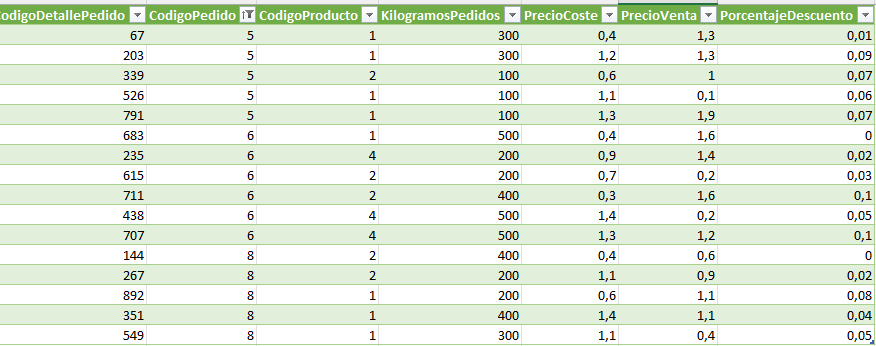 odigoDetallePedido CodigoPedido CodigoProducto KilogramosPedidos PrecioCoste PrecioVenta PorcentajeDescuento
67 5 1 300 0,4 1,3 0,01
203 5 1 300 1,2 1,3 0,09
339 5 2 100 0,6 1 0,07
526 5 1 100 1,1 0,1 0,06
791 5 1 100 1,3 1,9 0,07
683 6 1 500 0,4 1,6 0
235 6 4 200 0,9 1,4 0,02
615 6 2 200 0,7 0,2 0,03
711 6 2 400 0,3 1,6 0,1
438 6 4 500 1,4 0,2 0,05
707 6 4 500 1,3 1,2 0,1
144 8 2 400 0,4 0,6 0
267 8 2 200 1,1 0,9 0,02
892 8 1 200 0,6 1,1 0,08
351 8 1 400 1,4 1,1 0,04
549 8 1 300 1,1 0,4 0,05